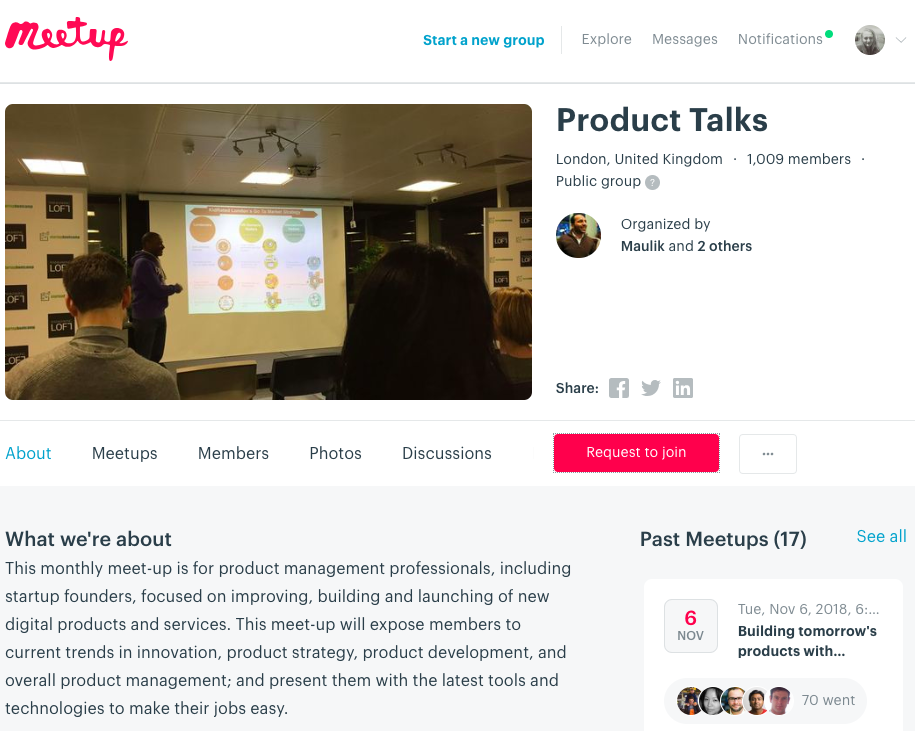 Meetup
Start a new group
Explore
Messages
Notifications
Product Talks
London, United Kingdom · 1,009 members ·
Public group ?
Organized by
Maulik and 2 others
LOFT
LOFT
LOFT
Share:
About
Meetups
Members
Photos
Discussions
Request to join
...
What we're about
This monthly meet-up is for product management professionals, including
startup founders, focused on improving, building and launching of new
digital products and services. This meet-up will expose members to
current trends in innovation, product strategy, product development, and
overall product management; and present them with the latest tools and
technologies to make their jobs easy.
Past Meetups (17)
See all
6
NOV
Tue, Nov 6, 2018, 6:...
Building tomorrow's
products with...
70 went